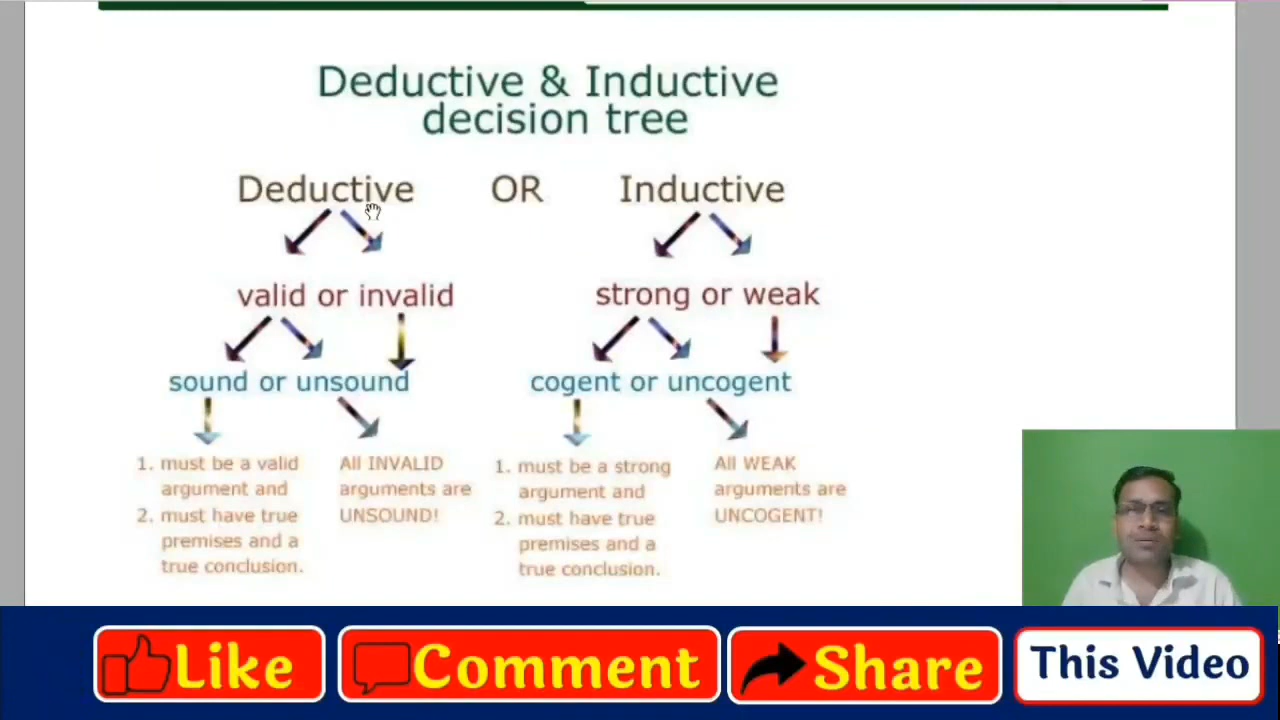 Deductive & Inductive
decision tree
Deductive OR Inductive
valid or invalid
strong or weak
sound or unsound
cogent or uncogent
1. must be a valid
argument and
2. must have true
premises and a
true conclusion.
All INVALID
arguments are
UNSOUND!
1. must be a strong
argument and
2. must have true
premises and a
true conclusion.
All WEAK
arguments are
UNCOGENT!
Like
Comment
Share
This Video